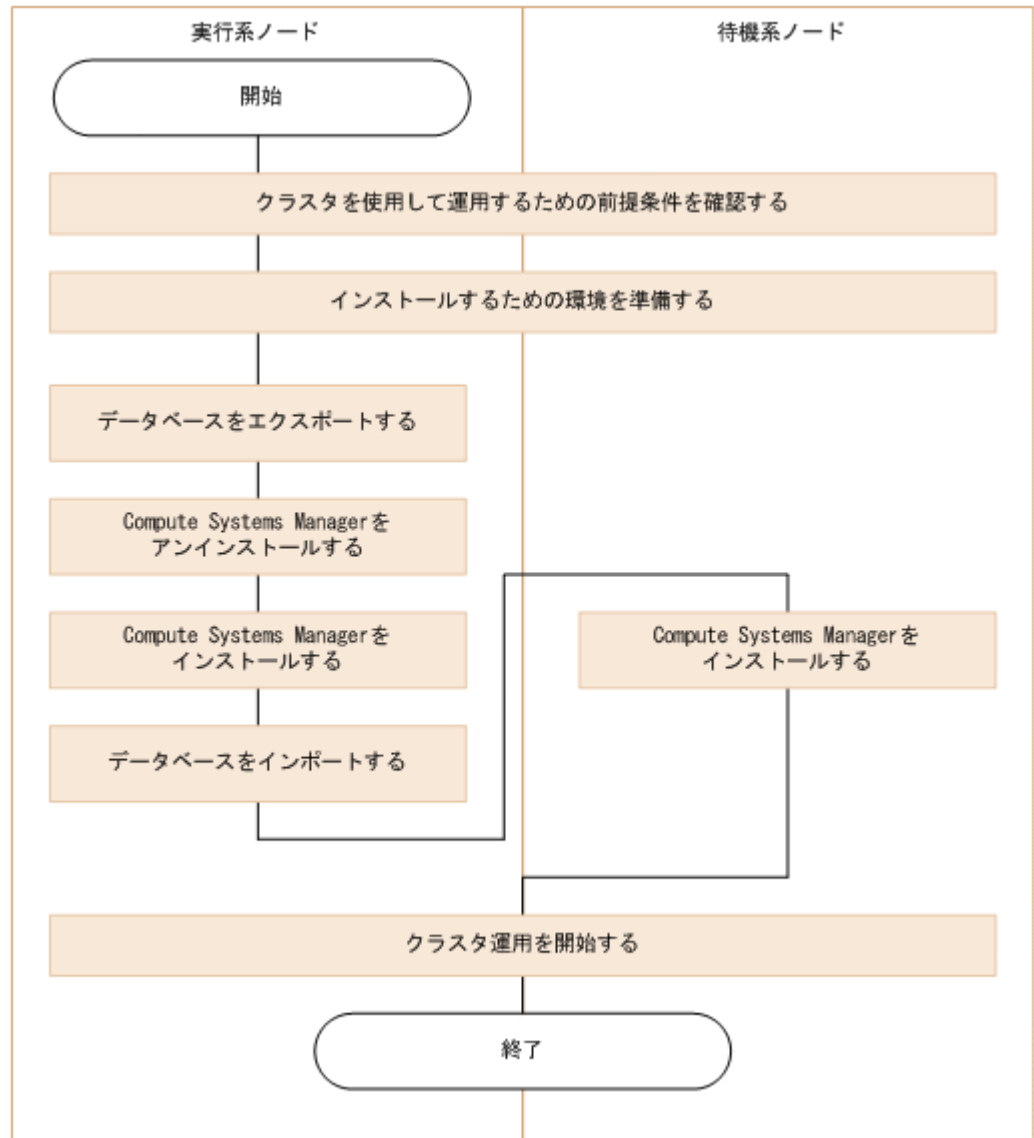 実行系ノード
待機系ノード
開始
クラスタを使用して運用するための前提条件を確認する
インストールするための環境を準備する
データベースをエクスポートする
Compute Systems Managerを
アンインストールする
Compute Systems Managerを
インストールする
データベースをインポートする
Compute Systems Managerを
インストールする
クラスタ運用を開始する
終了